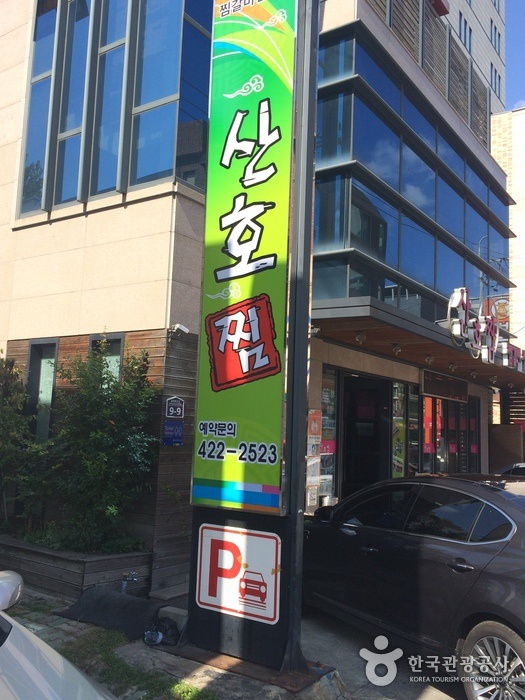 찜갈비
산호
찜
예약문의
422-2523
P
9-9
한국관광공사
KOREA TOURISM ORGANIZATION